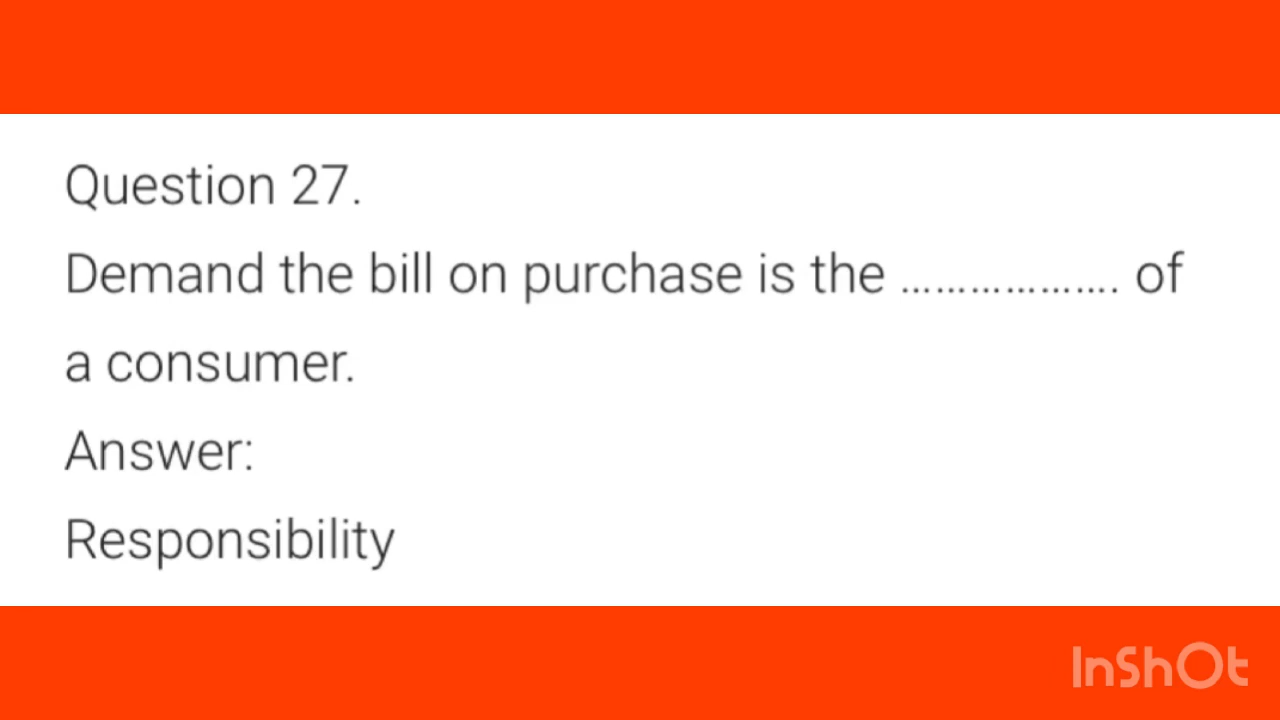 Question 27.
Demand the bill on purchase is the ………………. of
a consumer.
Answer:
Responsibility
InShOt